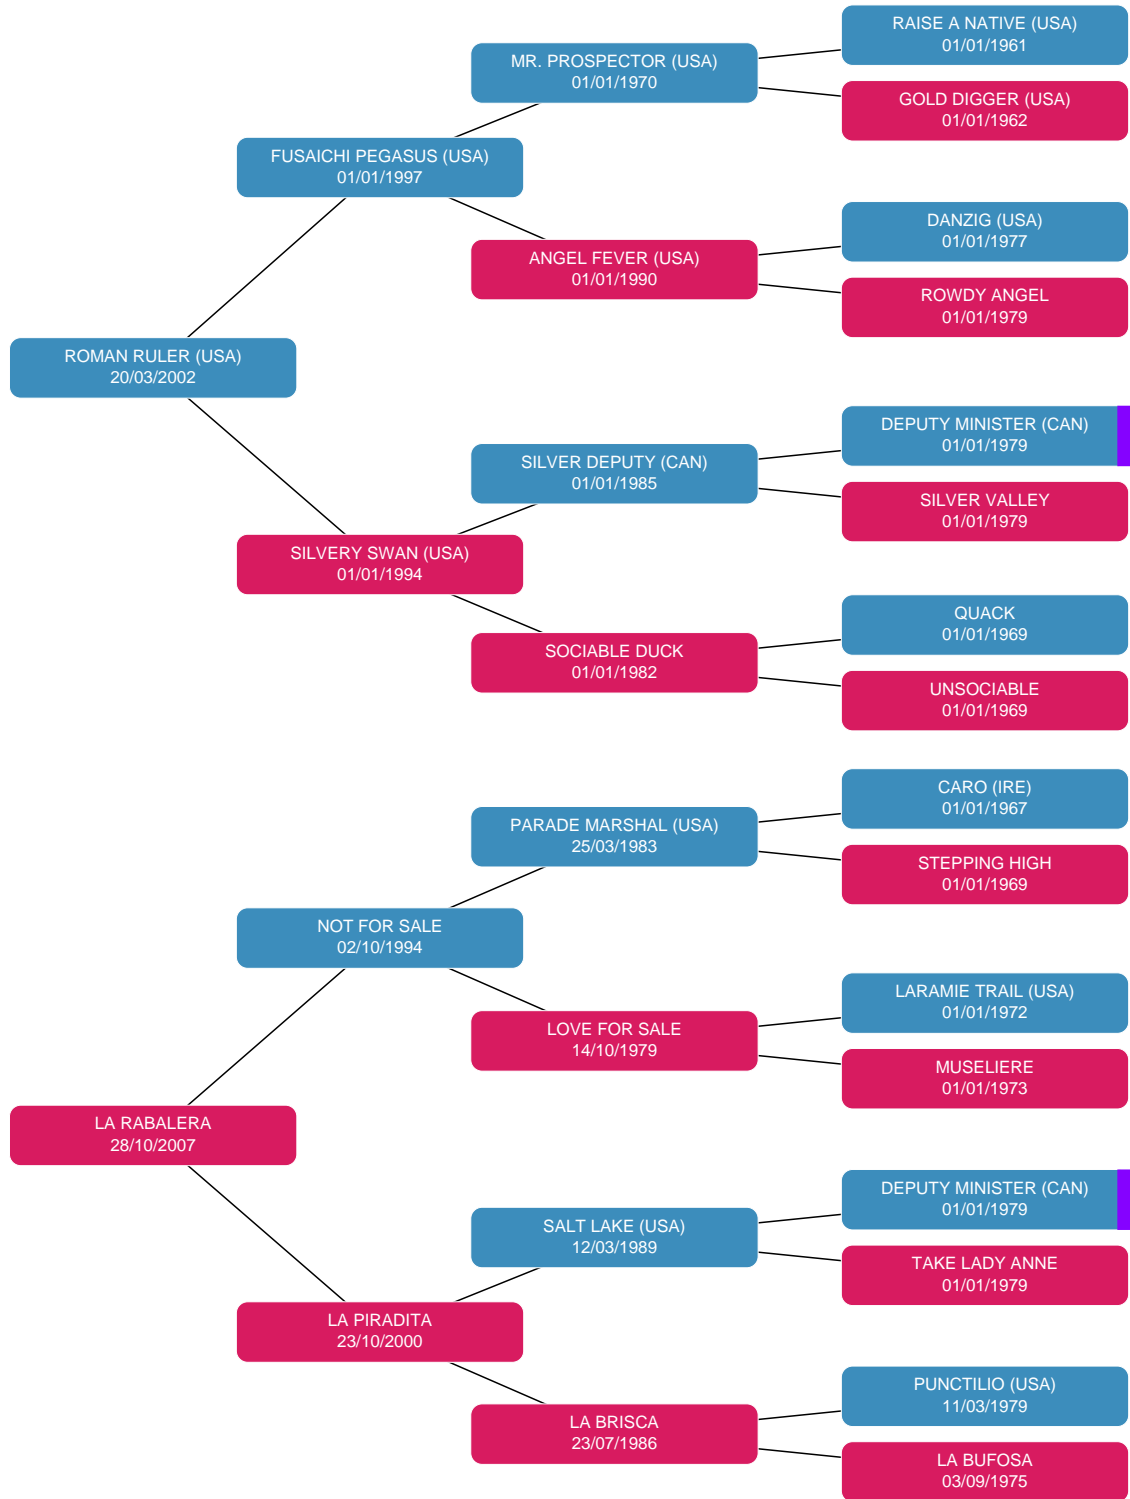 RAISE A NATIVE (USA)
01/01/1961
MR. PROSPECTOR (USA)
01/01/1970
GOLD DIGGER (USA)
01/01/1962
FUSAICHI PEGASUS (USA)
01/01/1997
DANZIG (USA)
01/01/1977
ANGEL FEVER (USA)
01/01/1990
ROWDY ANGEL
01/01/1979
ROMAN RULER (USA)
20/03/2002
DEPUTY MINISTER (CAN)
01/01/1979
SILVER DEPUTY (CAN)
01/01/1985
SILVER VALLEY
01/01/1979
SILVERY SWAN (USA)
01/01/1994
QUACK
01/01/1969
SOCIABLE DUCK
01/01/1982
UNSOCIABLE
01/01/1969
CARO (IRE)
01/01/1967
PARADE MARSHAL (USA)
25/03/1983
STEPPING HIGH
01/01/1969
NOT FOR SALE
02/10/1994
LARAMIE TRAIL (USA)
01/01/1972
LOVE FOR SALE
14/10/1979
MUSELIERE
01/01/1973
LA RABALERA
28/10/2007
DEPUTY MINISTER (CAN)
01/01/1979
SALT LAKE (USA)
12/03/1989
TAKE LADY ANNE
01/01/1979
LA PIRADITA
23/10/2000
PUNCTILIO (USA)
11/03/1979
LA BRISCA
23/07/1986
LA BUFOSA
03/09/1975